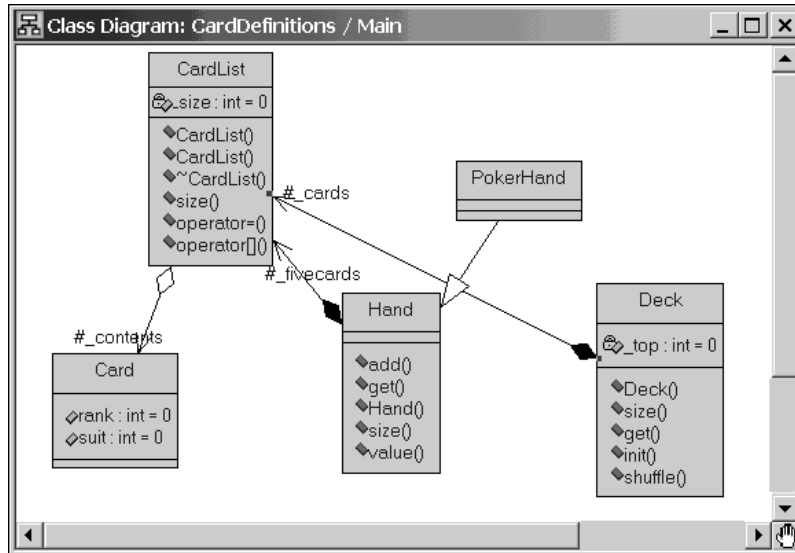 Class Diagram: CardDefinitions / Main
CardList
_size : int = 0
CardList()
CardList()
~CardList()
size()
operator=()
operator[]()
#_cards
PokerHand
#_fivecards
Hand
add()
get()
Hand()
size()
value()
Deck
_top : int = 0
Deck()
size()
get()
init()
shuffle()
#_contents
Card
rank : int = 0
suit : int = 0